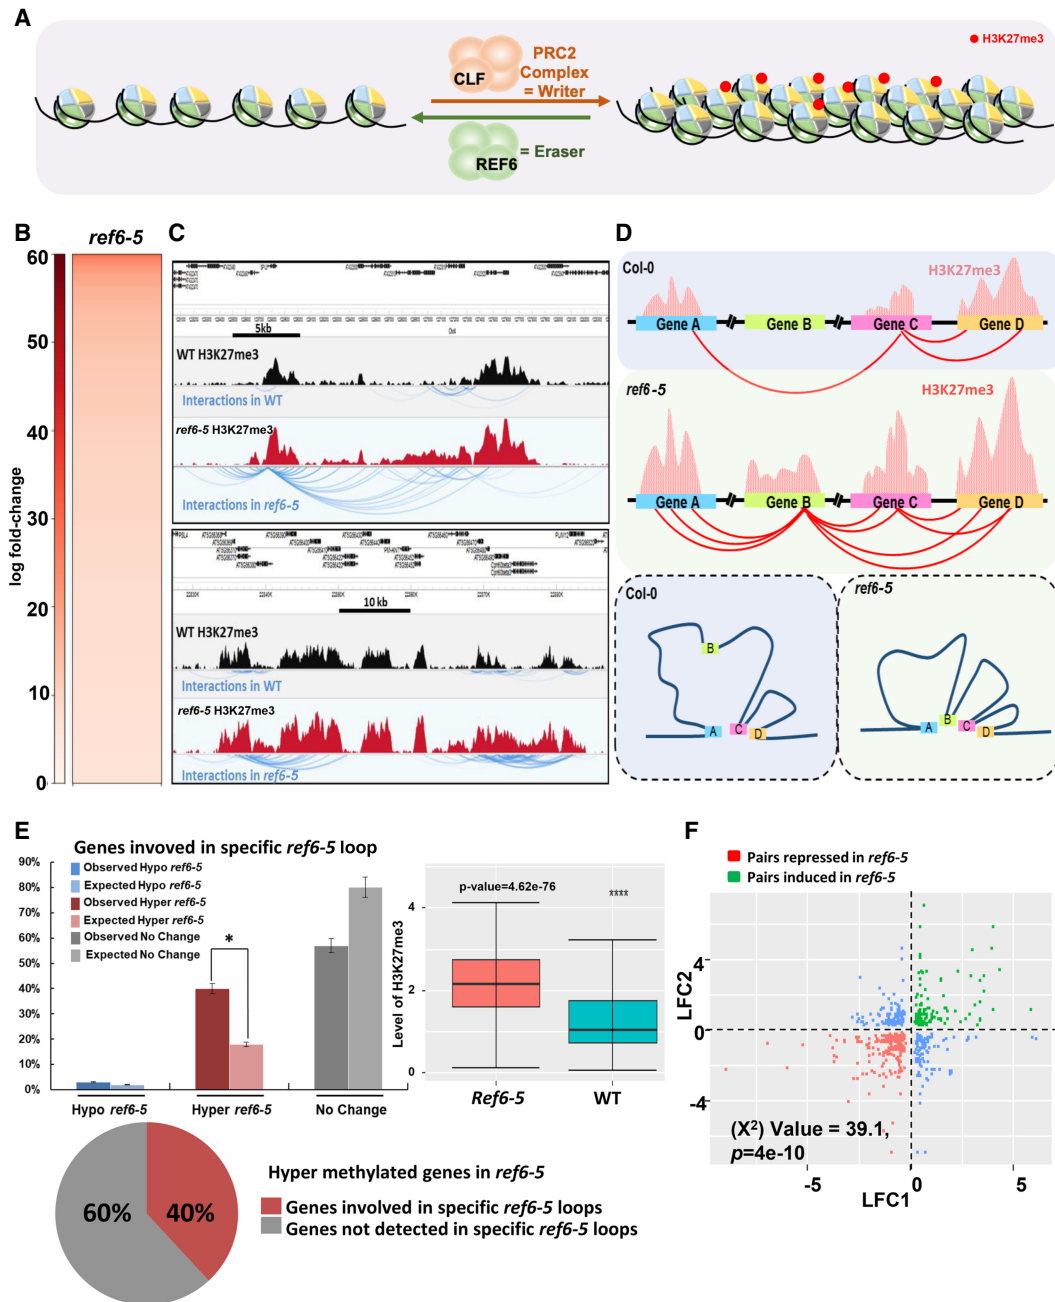 A
H3K27me3
PRC2
Complex
= Writer
CLF
REF6
= Eraser
B
ref6-5
log fold-change
60
50
40
30
20
10
0
C
5kb
Chr4
WT H3K27me3
Interactions in WT
ref6-5 H3K27me3
Interactions in ref6-5
10 kb
WT H3K27me3
Interactions in WT
ref6-5 H3K27me3
Interactions in ref6-5
D
Col-0
H3K27me3
Gene A
Gene B
Gene C
Gene D
ref6-5
H3K27me3
Gene A
Gene B
Gene C
Gene D
Col-0
B
A
C
D
ref6-5
A
B
C
D
E
Genes invoved in specific ref6-5 loop
90%
80%
70%
60%
50%
40%
30%
20%
10%
0%
Observed Hypo ref6-5
Expected Hypo ref6-5
Observed Hyper ref6-5
Expected Hyper ref6-5
Observed No Change
Expected No Change
*
Hypo ref6-5
Hyper ref6-5
No Change
p-value=4.62e-76
****
Level of H3K27me3
4
2
0
Ref6-5
WT
60%
40%
Hyper methylated genes in ref6-5
Genes involved in specific ref6-5 loops
Genes not detected in specific ref6-5 loops
F
Pairs repressed in ref6-5
Pairs induced in ref6-5
LFC2
4
0
-4
(X²) Value = 39.1,
p=4e-10
-5
0
5
LFC1